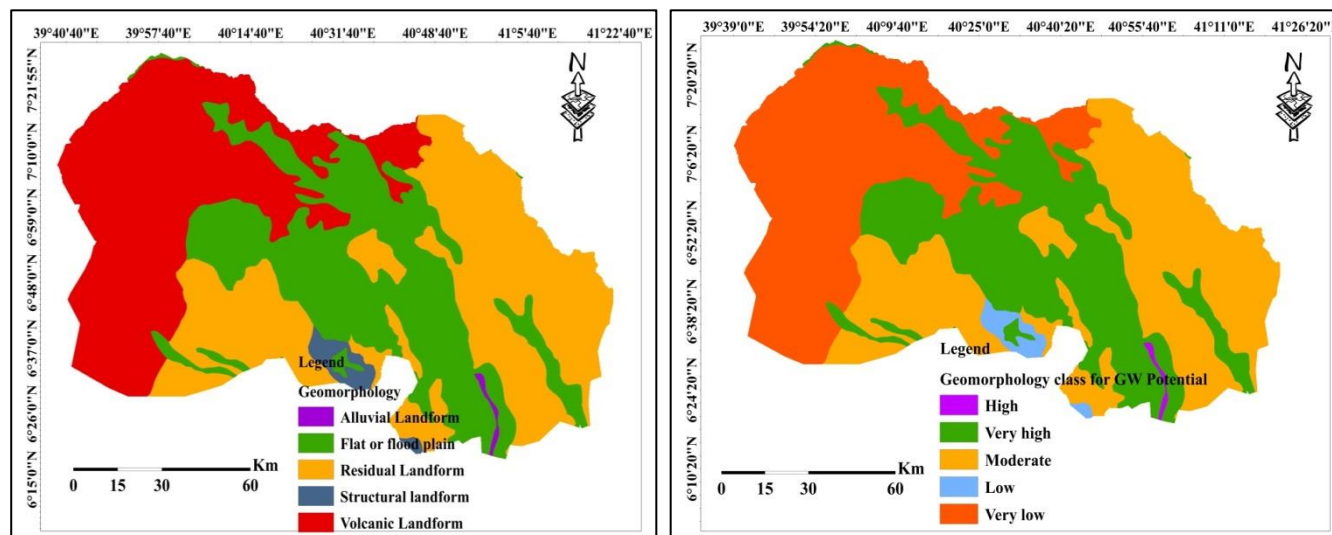 39°40'40"E 39°57'40"E 40°14'40"E 40°31'40"E 40°48'40"E 41°5'40"E 41°22'40"E
N
7°21'55"N
7°10'0"N
6°59'0"N
6°48'0"N
6°37'0"N
6°26'0"N
6°15'0"N
Legend
Geomorphology
Alluvial Landform
Flat or flood plain
Residual Landform
Structural landform
Volcanic Landform
Km
0 15 30 60
39°39'0"E 39°54'20"E 40°9'40"E 40°25'0"E 40°40'20"E 40°55'40"E 41°11'0"E 41°26'20"E
N
7°20'20"N
7°6'20"N
6°52'20"N
6°38'20"N
6°24'20"N
6°10'20"N
Legend
Geomorphology class for GW Potential
High
Very high
Moderate
Low
Very low
Km
0 15 30 60